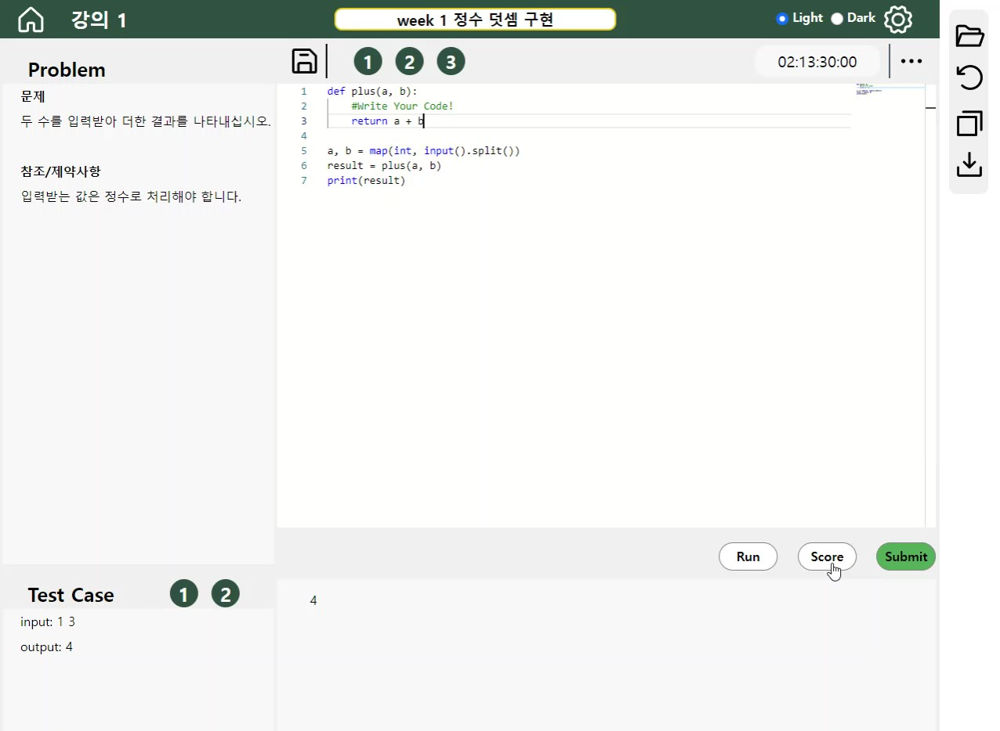 강의 1
week 1 정수 덧셈 구현
Light
Dark
Problem
1
2
3
02:13:30:00
문제
두 수를 입력받아 더한 결과를 나타내십시오.
참조/제약사항
입력받는 값은 정수로 처리해야 합니다.
1 def plus(a, b):
2 #Write Your Code!
3 return a + b
4
5 a, b = map(int, input().split())
6 result = plus(a, b)
7 print(result)
Run
Score
Submit
Test Case
1
2
input: 1 3
output: 4
4